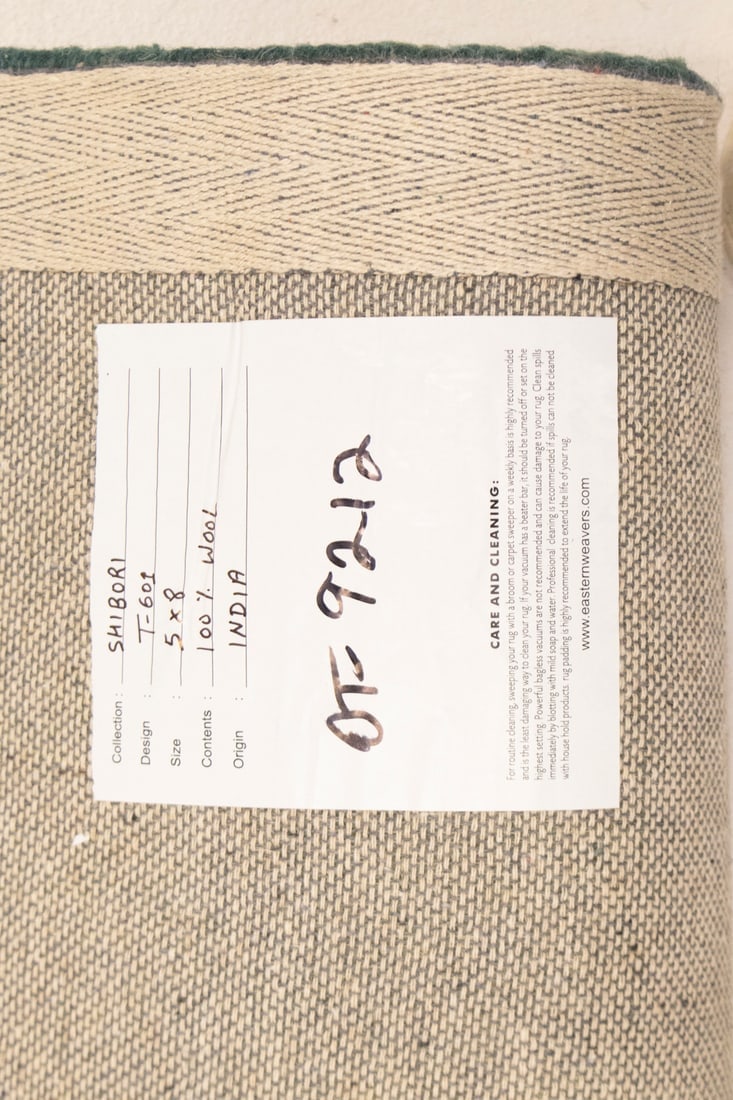 Collection : SHIBORI
Design : T-601
Size : 5x8
Contents : 100% WOOL
Origin : INDIA
OT- 9212
CARE AND CLEANING:
For routine cleaning, sweeping your rug with a broom or carpet sweeper on a weekly basis is highly recommended
and is the least damaging way to clean your rug. If your vacuum has a beater bar, it should be turned off or set on the
highest setting. Powerful bagless vacuums are not recommended and can cause damage to your rug. Clean spills
immediately by blotting with mild soap and water. Professional cleaning is recommended if spills can not be cleaned
with house hold products. rug padding is highly recommended to extend the life of your rug.
www.easternweavers.com